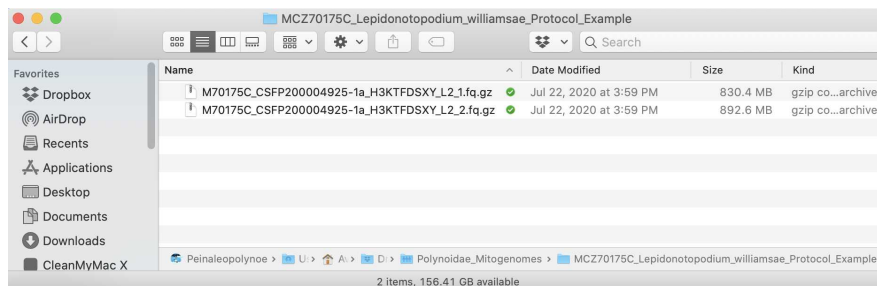 MCZ70175C_Lepidonotopodium_williamsae_Protocol_Example
Search
Favorites
Name Date Modified Size Kind
Dropbox
M70175C_CSFP200004925-1a_H3KTFDSXY_L2_1.fq.gz Jul 22, 2020 at 3:59 PM 830.4 MB gzip co...archive
M70175C_CSFP200004925-1a_H3KTFDSXY_L2_2.fq.gz Jul 22, 2020 at 3:59 PM 892.6 MB gzip co...archive
AirDrop
Recents
Applications
Desktop
Documents
Downloads
CleanMyMac X
Peinaleopolynoe > U > A > D > Polynoidae_Mitogenomes > MCZ70175C_Lepidonotopodium_williamsae_Protocol_Example
2 items, 156.41 GB available